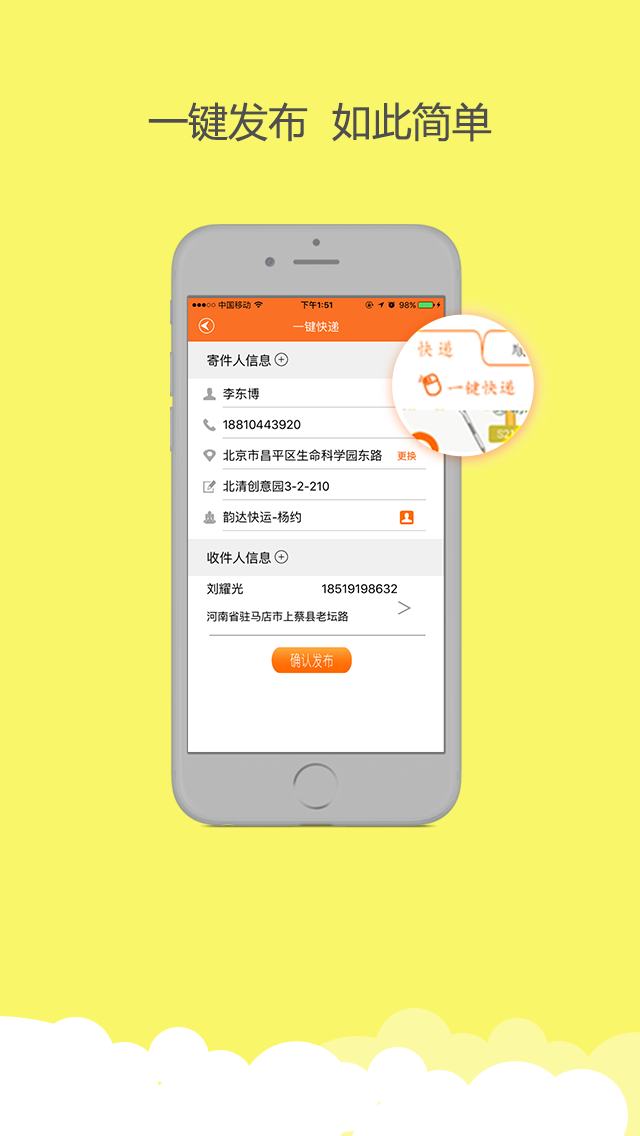 一键发布 如此简单
中国移动 下午1:51 98%
一键快递
寄件人信息
李东博
18810443920
北京市昌平区生命科学园东路 更换
北清创意园3-2-210
韵达快运-杨约
收件人信息
刘耀光 18519198632
河南省驻马店市上蔡县老坛路
确认发布
快递
一键快递